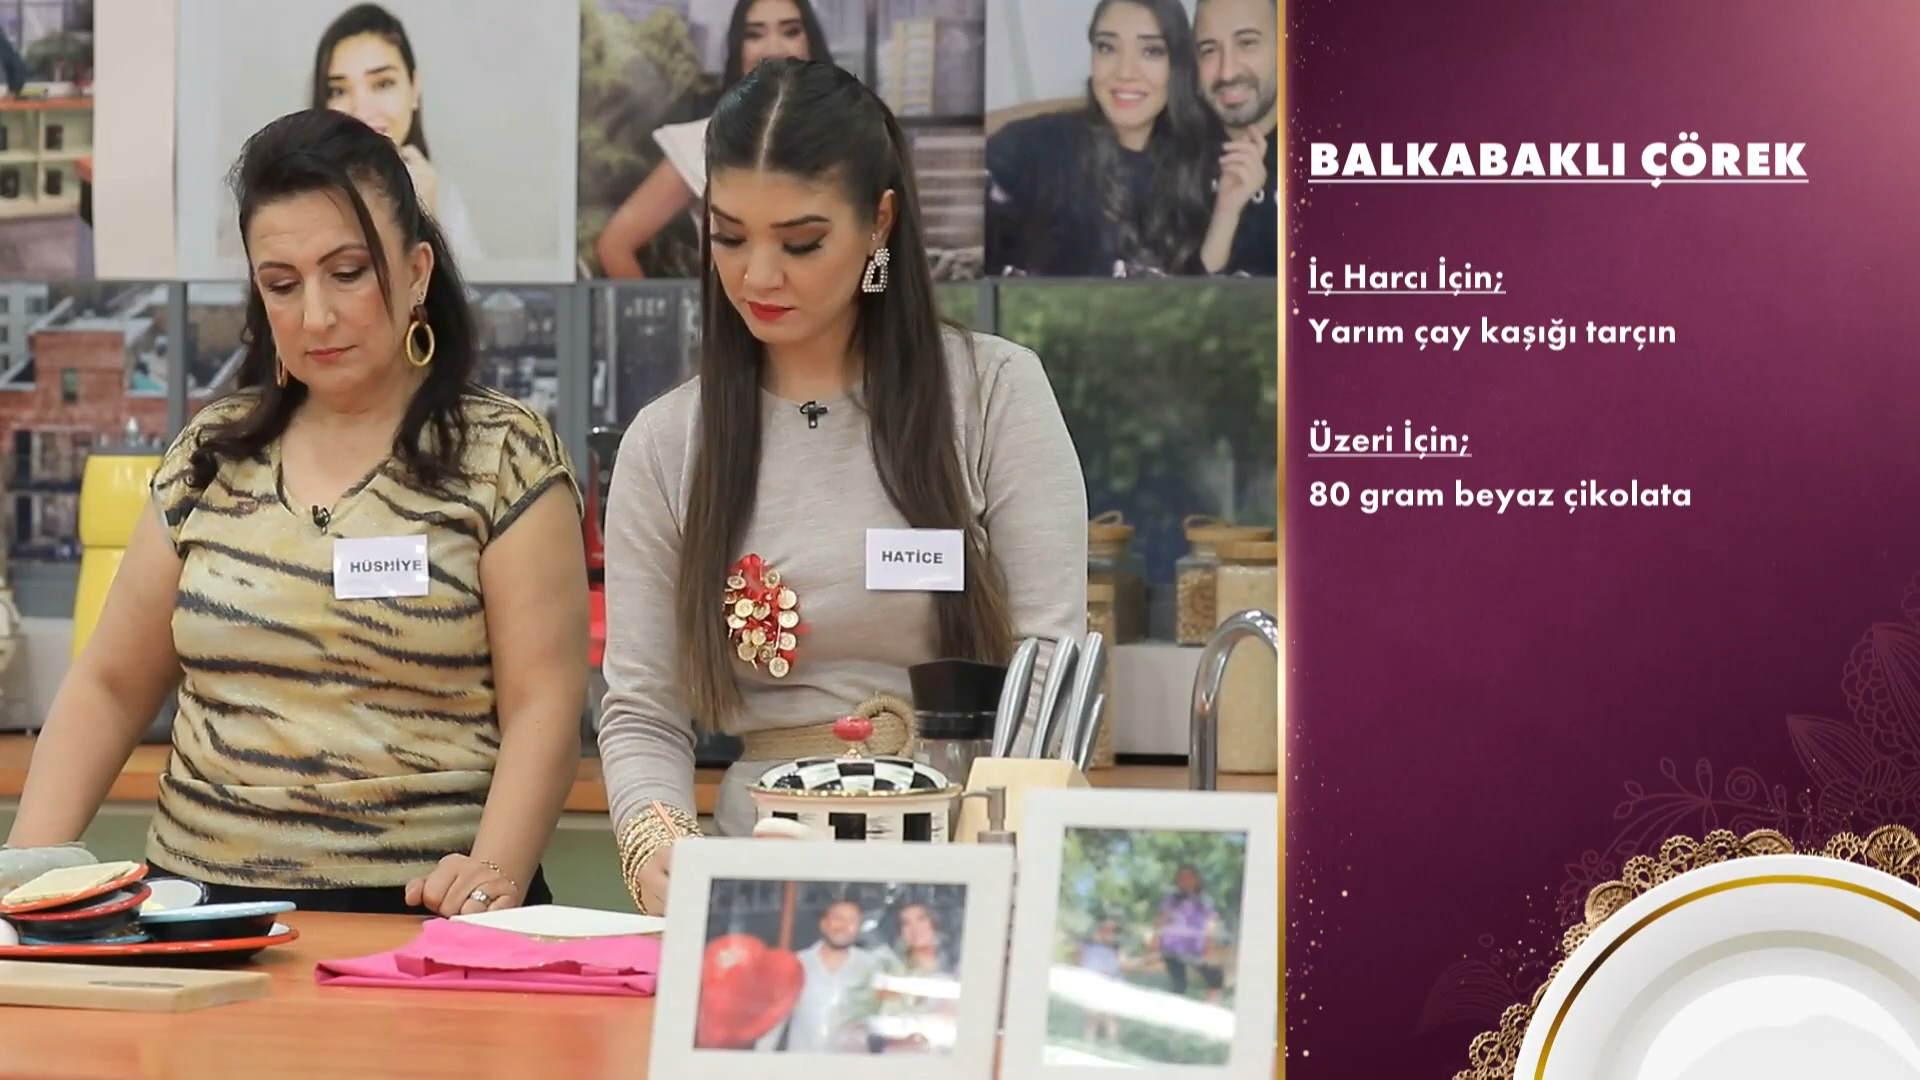 BALKABAKLI ÇÖREK
İç Harcı İçin;
Yarım çay kaşığı tarçın
Üzeri İçin;
80 gram beyaz çikolata
HÜSNİYE
HATİCE